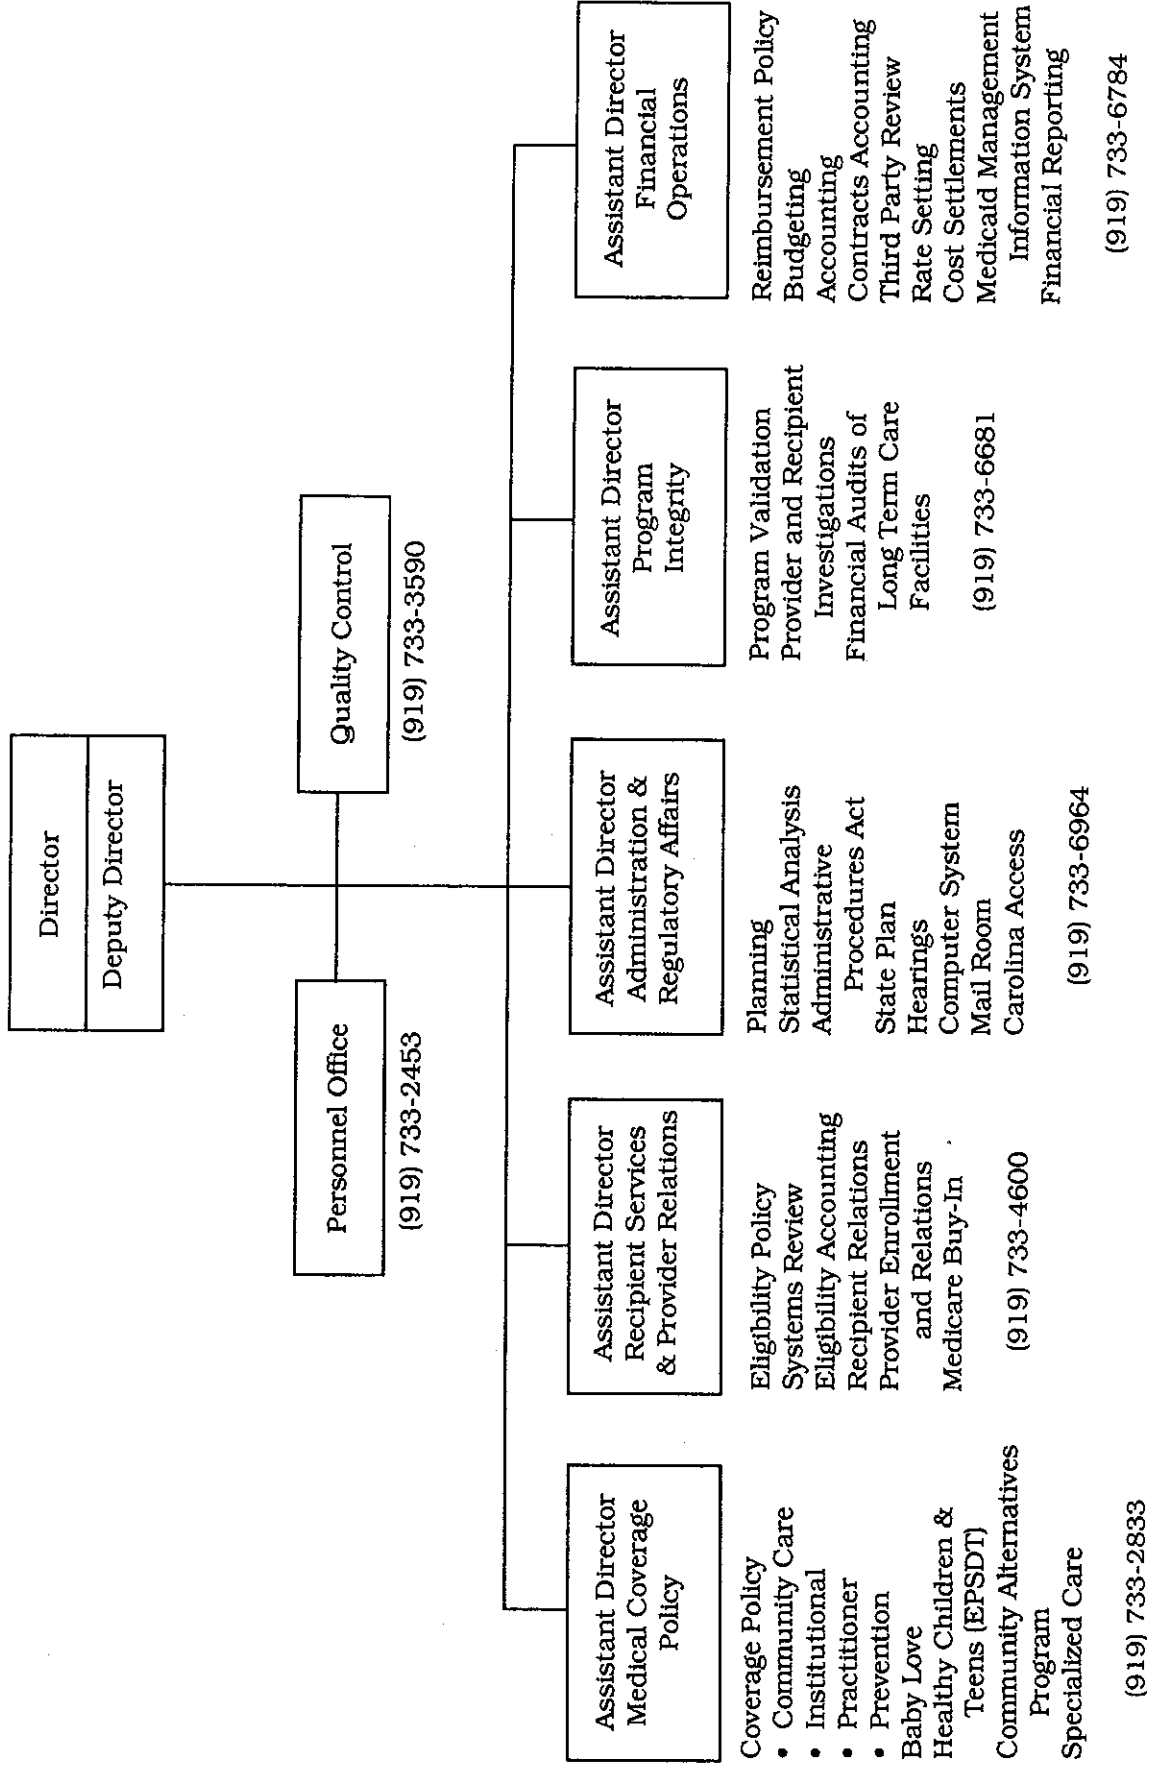 Director
Deputy Director
Personnel Office
(919) 733-2453
Quality Control
(919) 733-3590
Assistant Director
Medical Coverage
Policy
Coverage Policy
• Community Care
• Institutional
• Practitioner
• Prevention
Baby Love
Healthy Children &
Teens (EPSDT)
Community Alternatives
Program
Specialized Care
(919) 733-2833
Assistant Director
Recipient Services
& Provider Relations
Eligibility Policy
Systems Review
Eligibility Accounting
Recipient Relations
Provider Enrollment
and Relations
Medicare Buy-In
(919) 733-4600
Assistant Director
Administration &
Regulatory Affairs
Planning
Statistical Analysis
Administrative
Procedures Act
State Plan
Hearings
Computer System
Mail Room
Carolina Access
(919) 733-6964
Assistant Director
Program
Integrity
Program Validation
Provider and Recipient
Investigations
Financial Audits of
Long Term Care
Facilities
(919) 733-6681
Assistant Director
Financial
Operations
Reimbursement Policy
Budgeting
Accounting
Contracts Accounting
Third Party Review
Rate Setting
Cost Settlements
Medicaid Management
Information System
Financial Reporting
(919) 733-6784